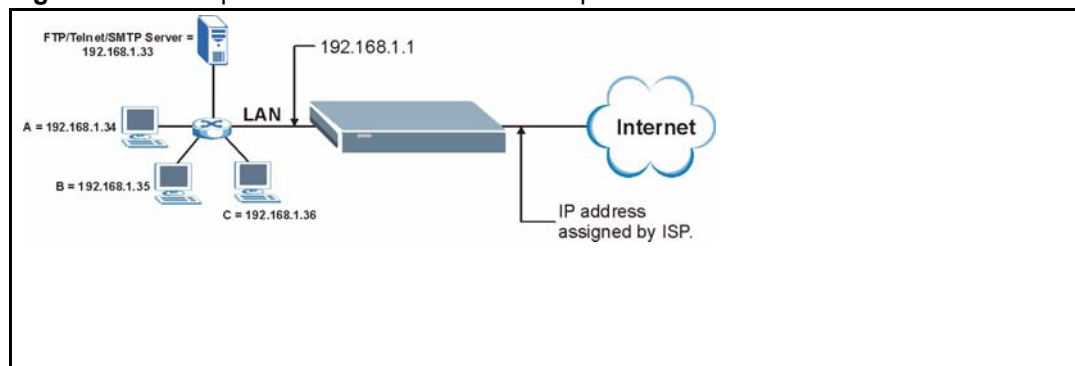 FTP/Telnet/SMTP Server =
192.168.1.33
192.168.1.1
LAN
A = 192.168.1.34
B = 192.168.1.35
C = 192.168.1.36
Internet
IP address
assigned by ISP.